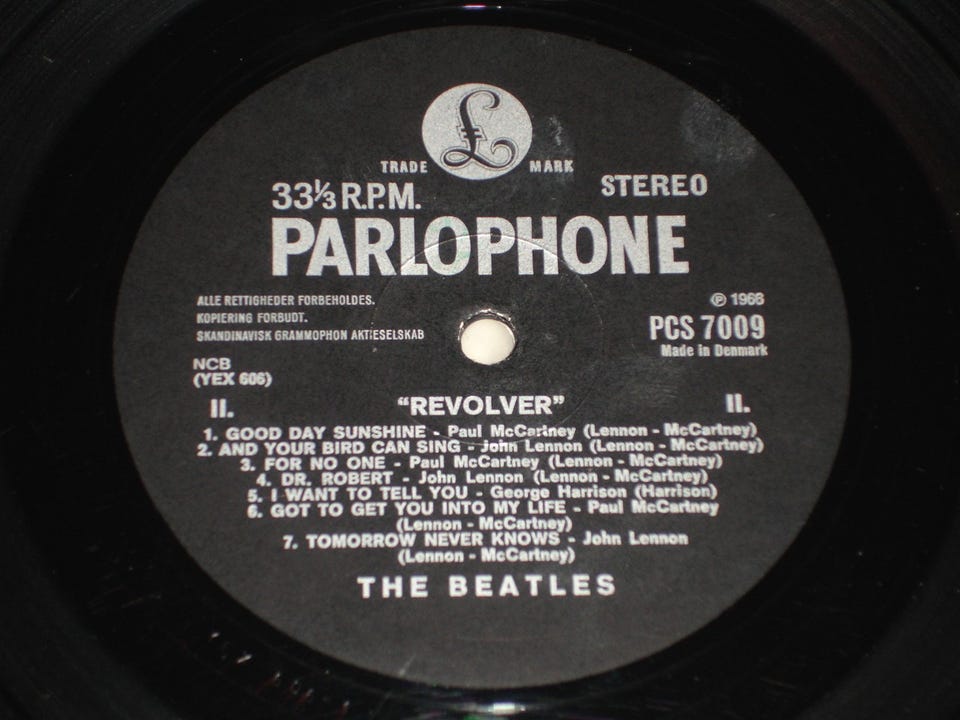 £
TRADE MARK
33⅓ R.P.M. STEREO
PARLOPHONE
ALLE RETTIGHEDER FORBEHOLDES.
KOPIERING FORBUDT.
SKANDINAVISK GRAMMOPHON AKTIESELSKAB
℗ 1966
PCS 7009
Made in Denmark
NCB
(YEX 606)
II. "REVOLVER" II.
1. GOOD DAY SUNSHINE - Paul McCartney (Lennon - McCartney)
2. AND YOUR BIRD CAN SING - John Lennon (Lennon - McCartney)
3. FOR NO ONE - Paul McCartney (Lennon - McCartney)
4. DR. ROBERT - John Lennon (Lennon - McCartney)
5. I WANT TO TELL YOU - George Harrison (Harrison)
6. GOT TO GET YOU INTO MY LIFE - Paul McCartney
(Lennon - McCartney)
7. TOMORROW NEVER KNOWS - John Lennon
(Lennon - McCartney)
THE BEATLES